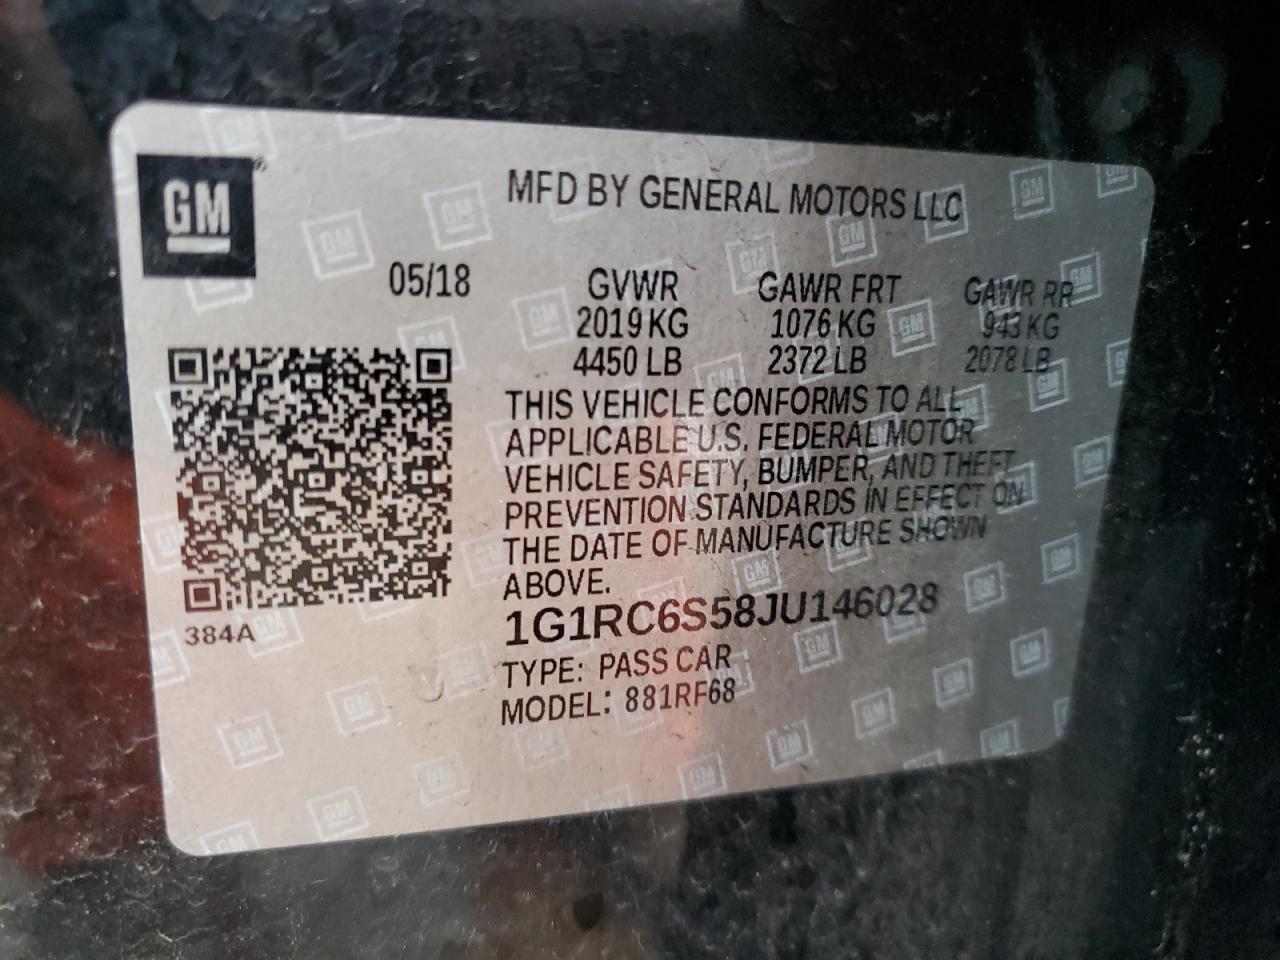 GM
MFD BY GENERAL MOTORS LLC
05/18 GVWR GAWR FRT GAWR RR
2019 KG 1076 KG 943 KG
4450 LB 2372 LB 2078 LB
THIS VEHICLE CONFORMS TO ALL
APPLICABLE U.S. FEDERAL MOTOR
VEHICLE SAFETY, BUMPER, AND THEFT
PREVENTION STANDARDS IN EFFECT ON
THE DATE OF MANUFACTURE SHOWN
ABOVE.
384A
1G1RC6S58JU146028
TYPE: PASS CAR
MODEL: 881RF68